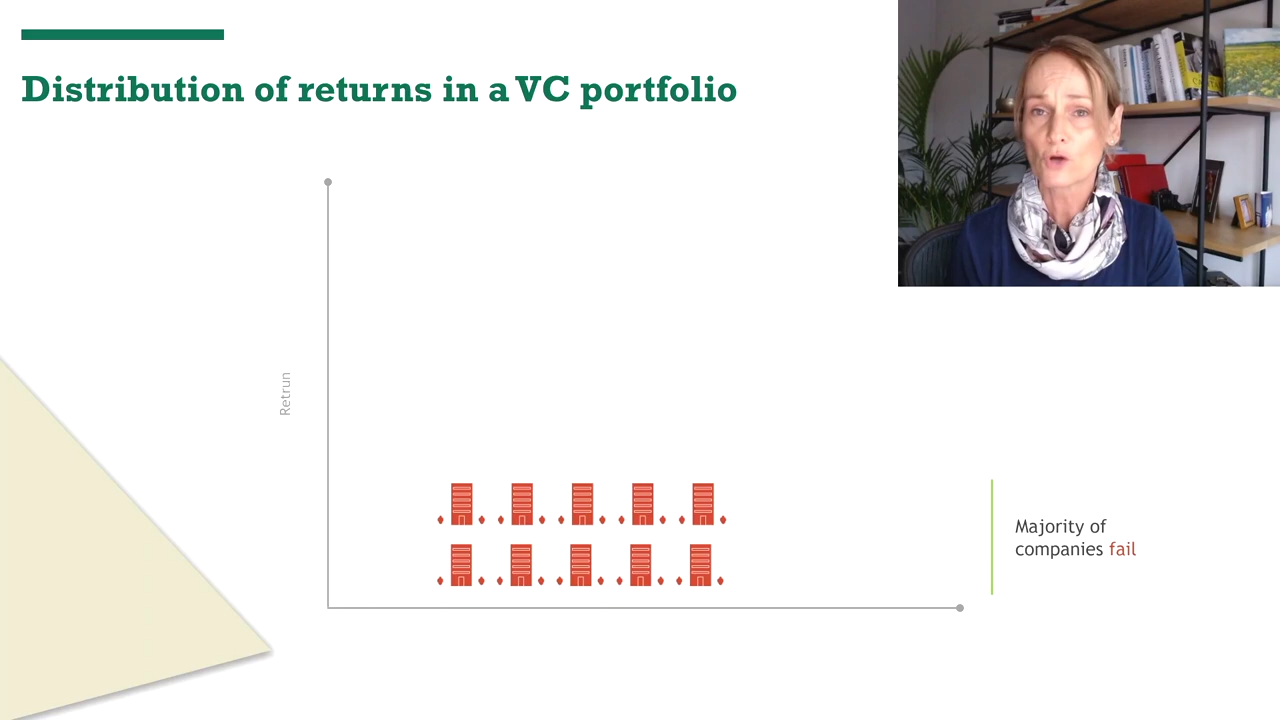 Distribution of returns in a VC portfolio
Retrun
Majority of
companies fail